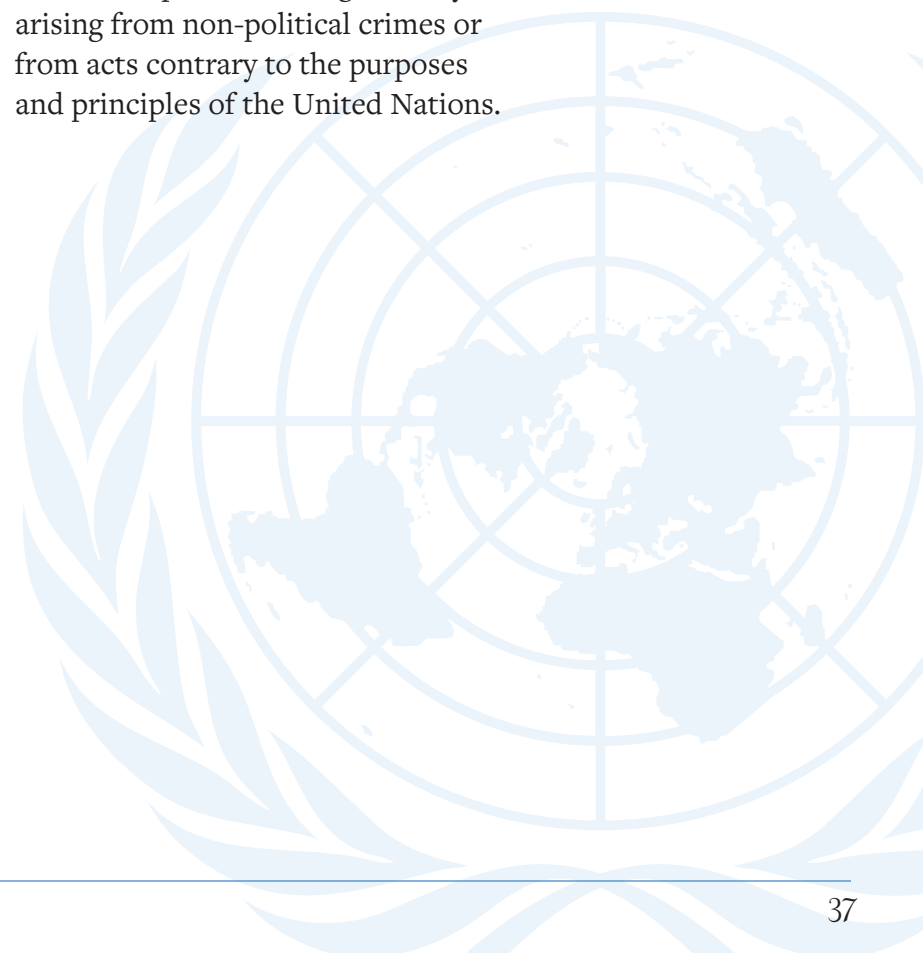 arising from non-political crimes or
from acts contrary to the purposes
and principles of the United Nations.
37